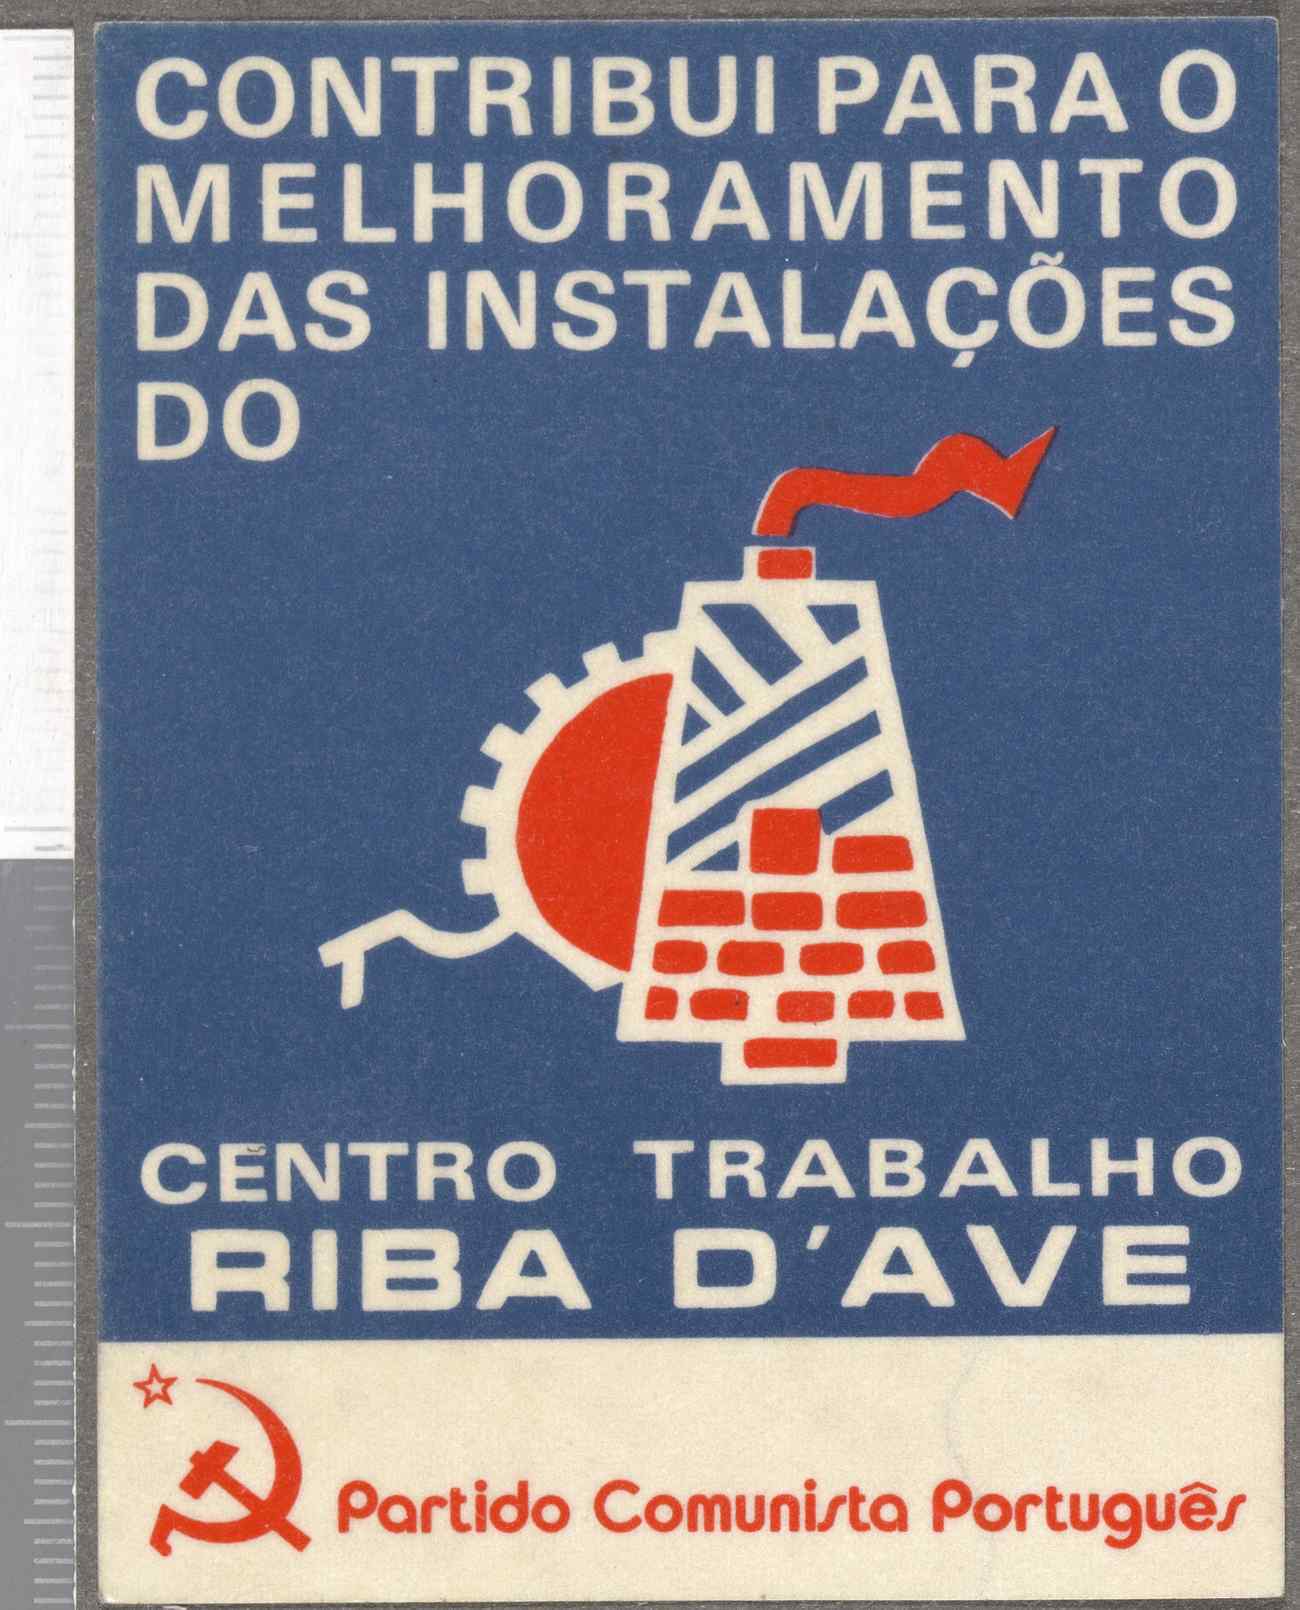 CONTRIBUI PARA O
MELHORAMENTO
DAS INSTALAÇÕES
DO
CENTRO TRABALHO
RIBA D'AVE
Partido Comunista Português